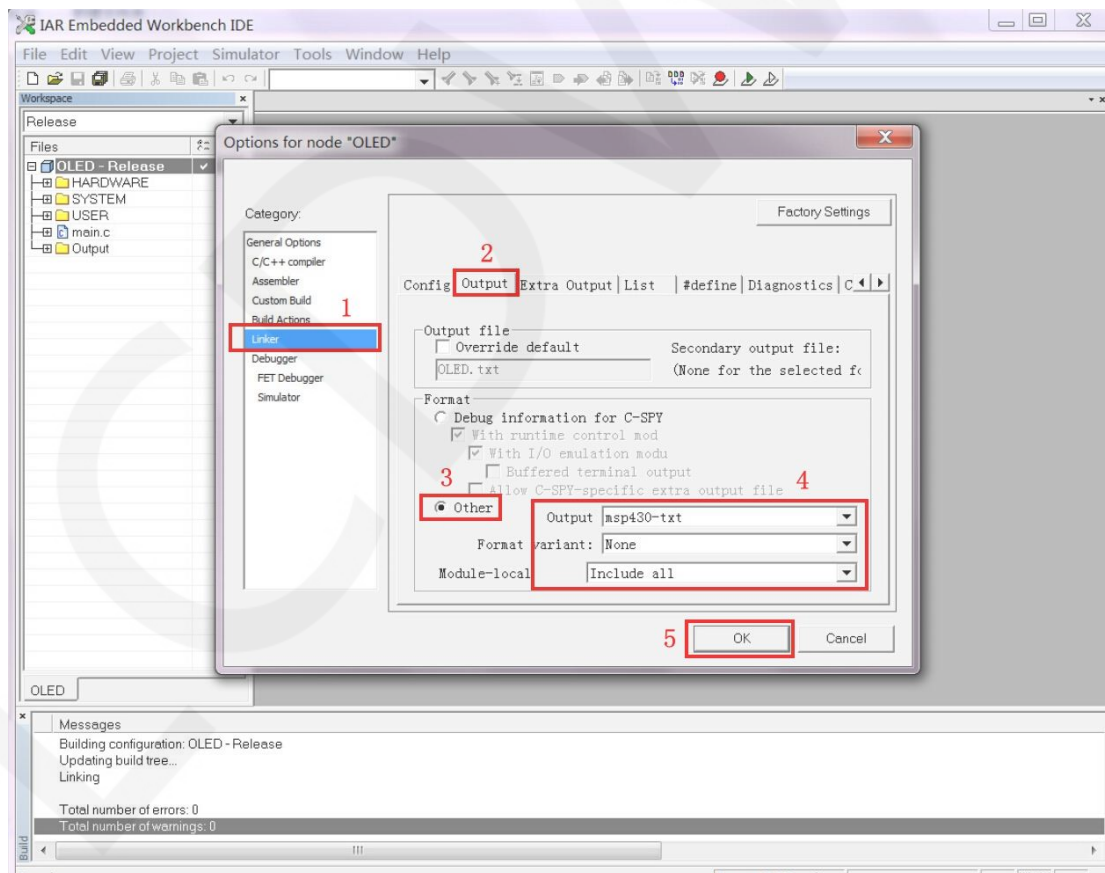 IAR Embedded Workbench IDE
File Edit View Project Simulator Tools Window Help
Workspace
Release
Files
OLED - Release
HARDWARE
SYSTEM
USER
main.c
Output
OLED
Options for node "OLED"
Factory Settings
Category:
General Options
C/C++ compiler
Assembler
Custom Build
Build Actions
1
Linker
Debugger
FET Debugger
Simulator
2
Config Output Extra Output List #define Diagnostics C
Output file
Override default
OLED.txt
Secondary output file:
(None for the selected fo
Format
Debug information for C-SPY
With runtime control mod
With I/O emulation modu
Buffered terminal output
Allow C-SPY-specific extra output file
3
Other
4
Output msp430-txt
Format variant: None
Module-local Include all
5
OK Cancel
Messages
Building configuration: OLED - Release
Updating build tree...
Linking
Total number of errors: 0
Total number of warnings: 0
Build